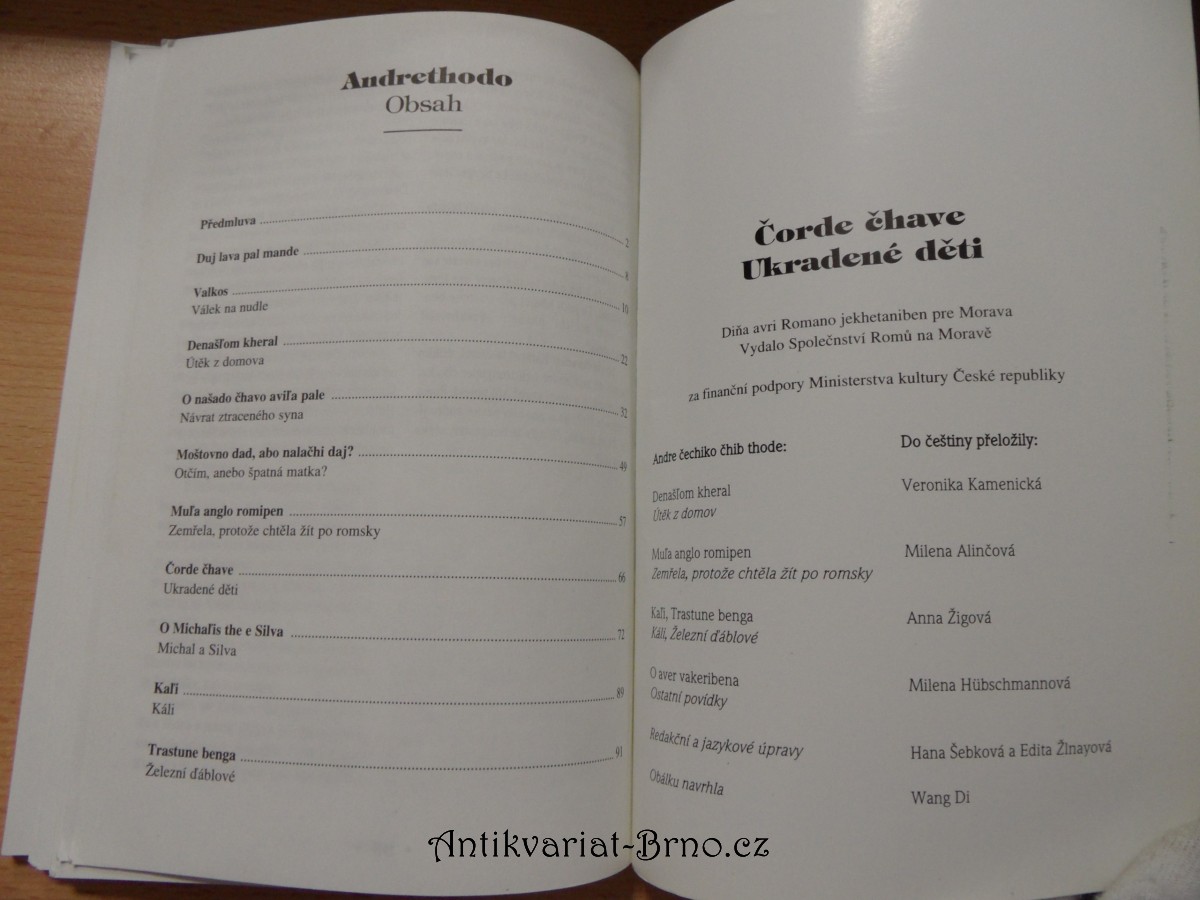 Andrethodo
Obsah
Předmluva 2
Duj lava pal mande 8
Valkos 10
Válek na nudle
Denašľom kheral 22
Útěk z domova
O našado čhavo aviľa pale 32
Návrat ztraceného syna
Moštovno dad, abo nalačhi daj? 49
Otčím, anebo špatná matka?
Muľa anglo romipen 57
Zemřela, protože chtěla žít po romsky
Čorde čhave 66
Ukradené děti
O Michaľis the e Silva 72
Michal a Silva
Kaľi 89
Káli
Trastune benga 91
Železní ďáblové
Čorde čhave
Ukradené děti
Diňa avri Romano jekhetaniben pre Morava
Vydalo Společnství Romů na Moravě
za finanční podpory Ministerstva kultury České republiky
Andre čechiko čhib thode: Do češtiny přeložily:
Denašľom kheral Veronika Kamenická
Útěk z domov
Muľa anglo romipen Milena Alinčová
Zemřela, protože chtěla žít po romsky
Kaľi, Trastune benga Anna Žigová
Káli, Železní ďáblové
O aver vakeribena Milena Hübschmannová
Ostatní povídky
Redakční a jazykové úpravy Hana Šebková a Edita Žlnayová
Obálku navrhla Wang Di
Antikvariat-Brno.cz